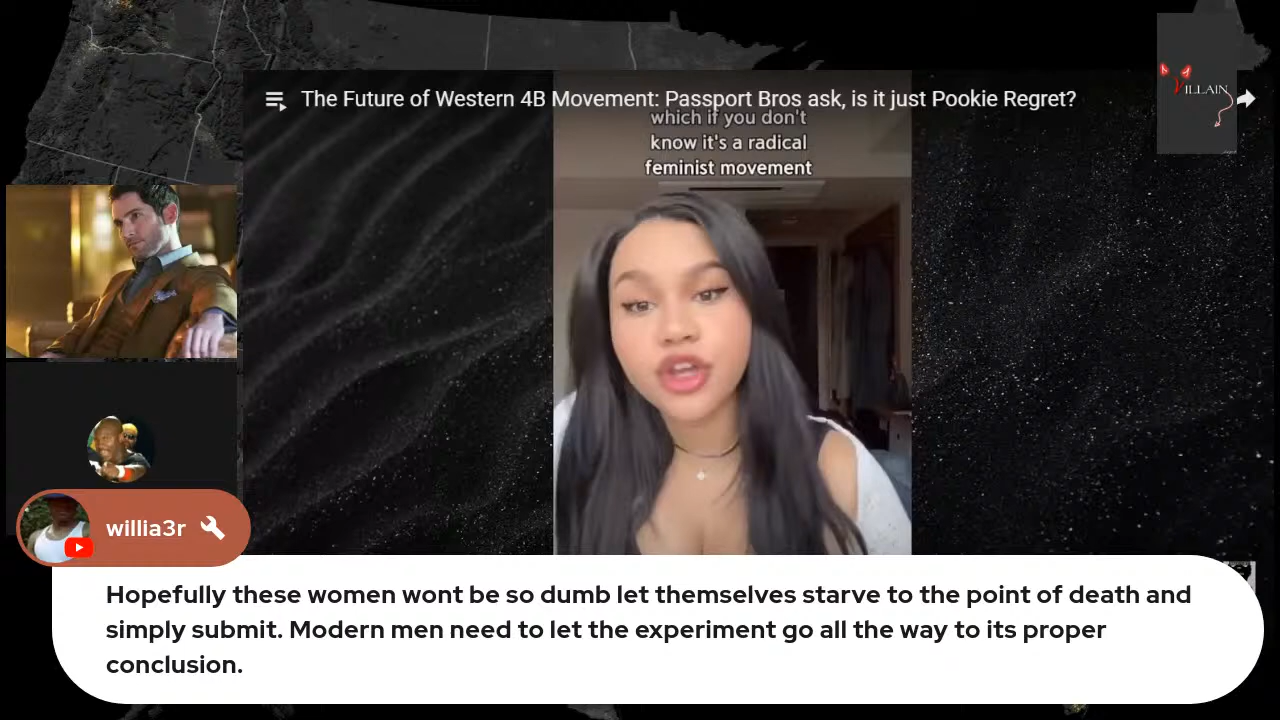 The Future of Western 4B Movement: Passport Bros ask, is it just Pookie Regret?
VILLAIN
which if you don't
know it's a radical
feminist movement
willia3r
Hopefully these women wont be so dumb let themselves starve to the point of death and
simply submit. Modern men need to let the experiment go all the way to its proper
conclusion.